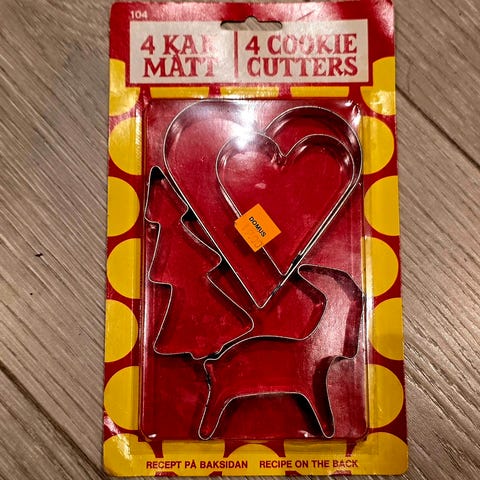 104
4 KAK
MÅTT
4 COOKIE
CUTTERS
DOMUS
RECEPT PÅ BAKSIDAN RECIPE ON THE BACK